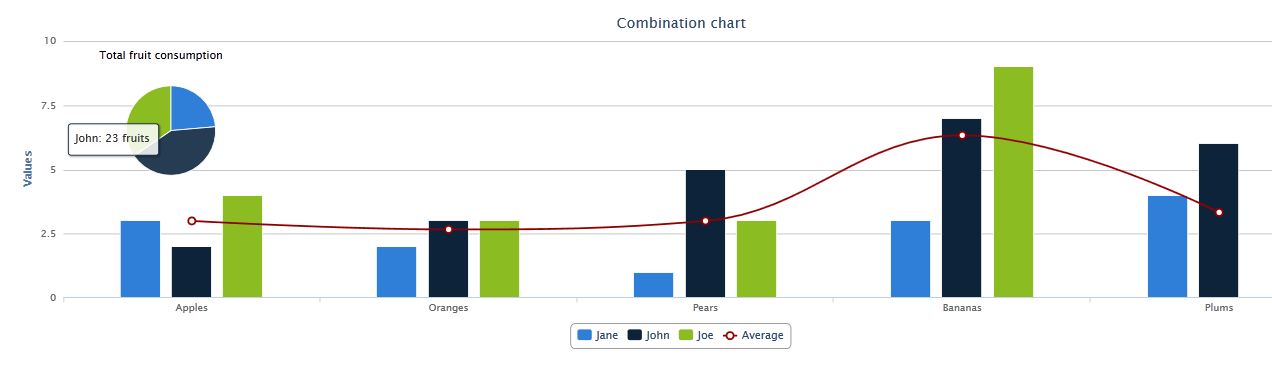 Combination chart
Total fruit consumption
John: 23 fruits
Values
10
7.5
5
2.5
0
Apples Oranges Pears Bananas Plums
Jane John Joe Average